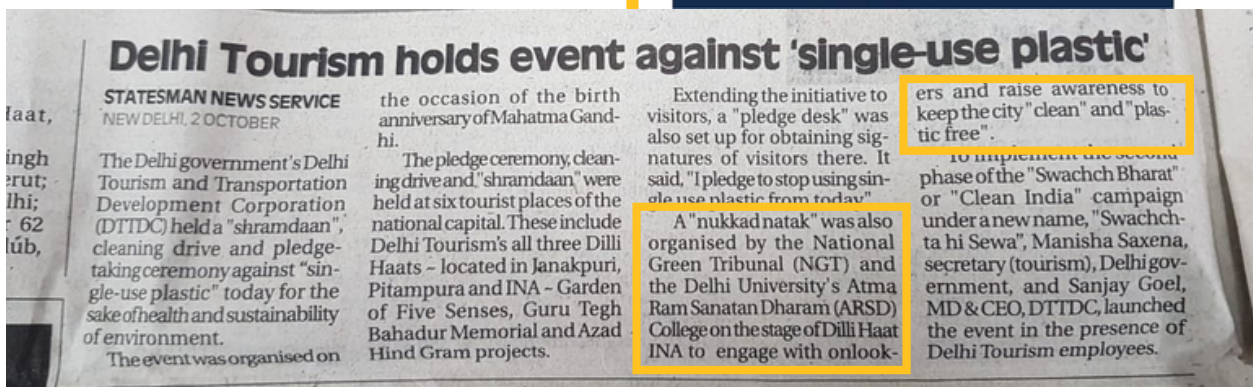 Delhi Tourism holds event against 'single-use plastic'
STATESMAN NEWS SERVICE
NEW DELHI, 2 OCTOBER
The Delhi government's Delhi
Tourism and Transportation
Development Corporation
(DTTDC) held a "shramdaan",
cleaning drive and pledge-
taking ceremony against "sin-
gle-use plastic" today for the
sake of health and sustainability
of environment.
The event was organised on
the occasion of the birth
anniversary of Mahatma Gand-
hi.
The pledge ceremony, clean-
ing drive and "shramdaan" were
held at six tourist places of the
national capital. These include
Delhi Tourism's all three Dilli
Haats – located in Janakpuri,
Pitampura and INA – Garden
of Five Senses, Guru Tegh
Bahadur Memorial and Azad
Hind Gram projects.
Extending the initiative to
visitors, a "pledge desk" was
also set up for obtaining sig-
natures of visitors there. It
said, "I pledge to stop using sin-
gle use plastic from today"
A "nukkad natak" was also
organised by the National
Green Tribunal (NGT) and
the Delhi University's Atma
Ram Sanatan Dharam (ARSD)
College on the stage of Dilli Haat
INA to engage with onlook-
ers and raise awareness to
keep the city "clean" and "plas-
tic free".
To implement the second
phase of the "Swachch Bharat"
or "Clean India" campaign
under a new name, "Swachch-
ta hi Sewa", Manisha Saxena,
secretary (tourism), Delhi gov-
ernment, and Sanjay Goel,
MD & CEO, DTTDC, launched
the event in the presence of
Delhi Tourism employees.